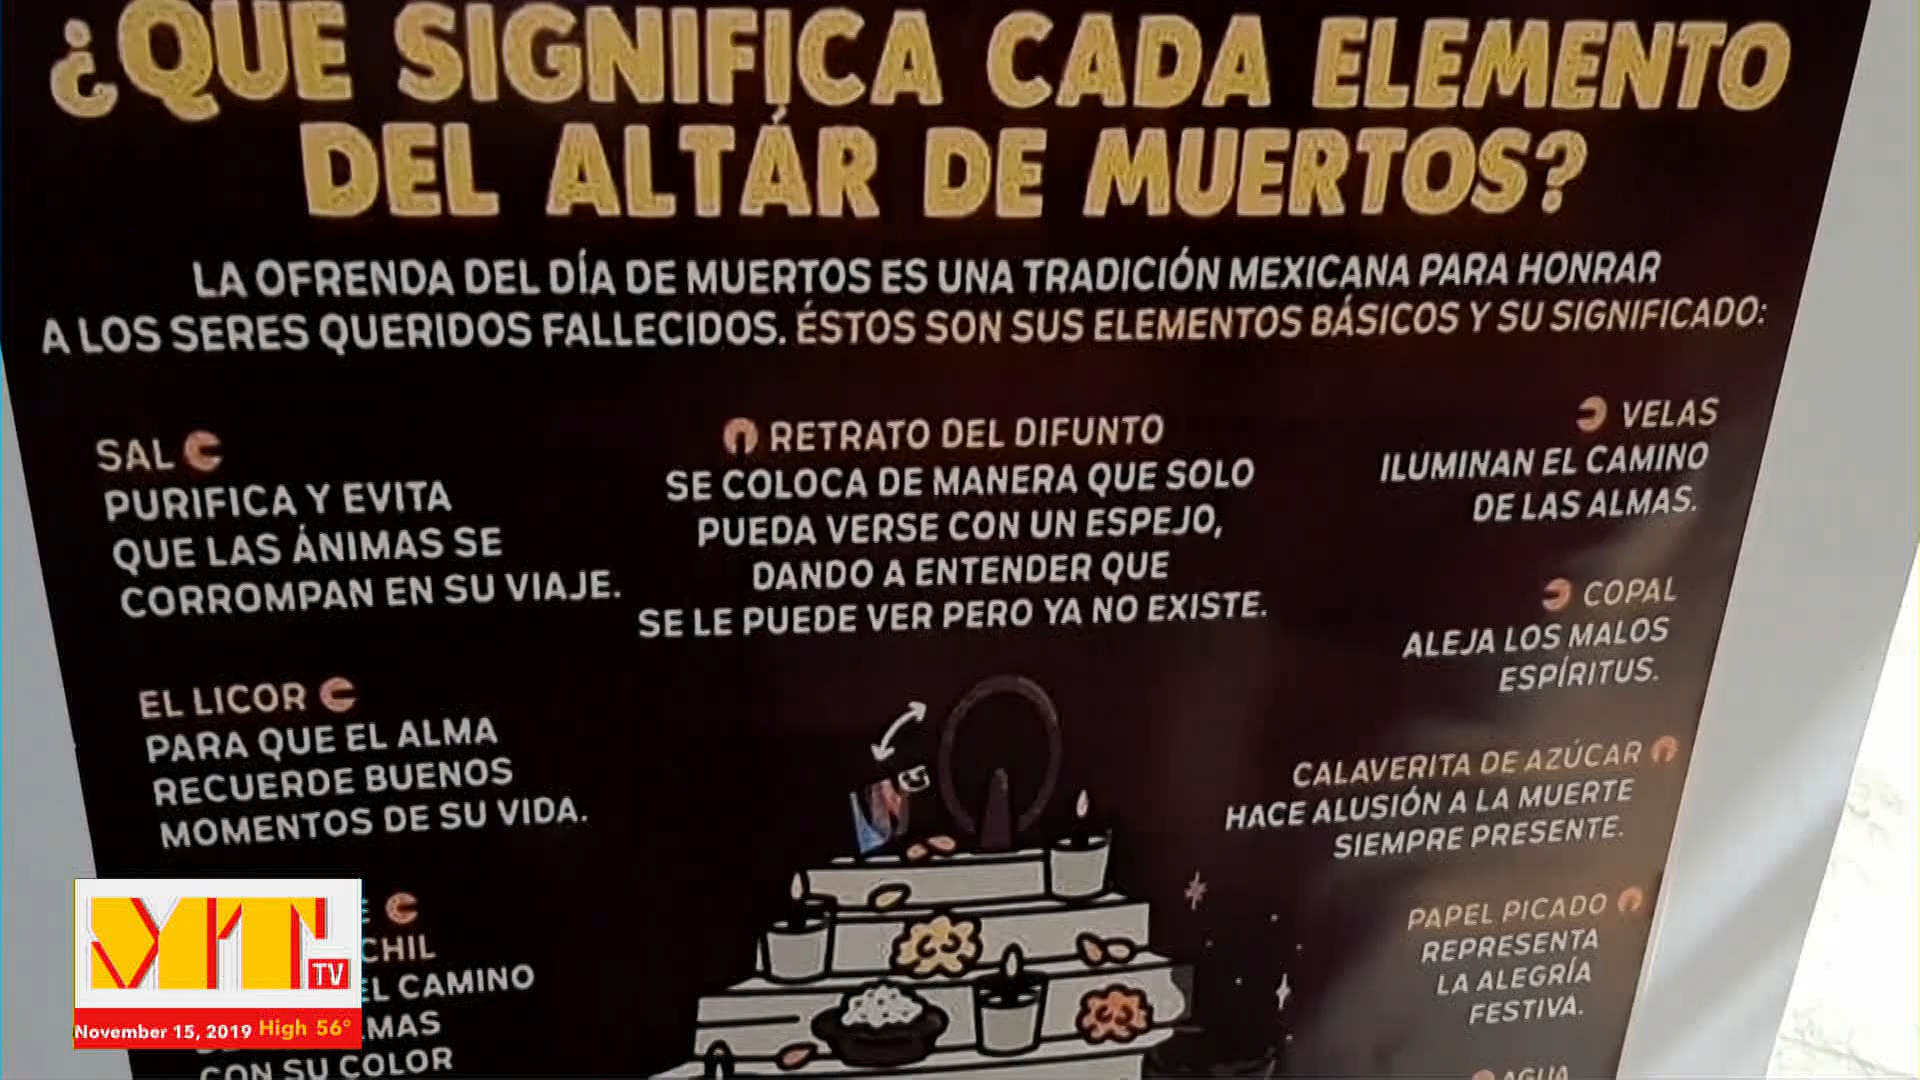 ¿QUE SIGNIFICA CADA ELEMENTO
DEL ALTÁR DE MUERTOS?
LA OFRENDA DEL DÍA DE MUERTOS ES UNA TRADICIÓN MEXICANA PARA HONRAR
A LOS SERES QUERIDOS FALLECIDOS. ÉSTOS SON SUS ELEMENTOS BÁSICOS Y SU SIGNIFICADO:
SAL
PURIFICA Y EVITA
QUE LAS ÁNIMAS SE
CORROMPAN EN SU VIAJE.
EL LICOR
PARA QUE EL ALMA
RECUERDE BUENOS
MOMENTOS DE SU VIDA.
CHIL
EL CAMINO
MAS
CON SU COLOR
RETRATO DEL DIFUNTO
SE COLOCA DE MANERA QUE SOLO
PUEDA VERSE CON UN ESPEJO,
DANDO A ENTENDER QUE
SE LE PUEDE VER PERO YA NO EXISTE.
VELAS
ILUMINAN EL CAMINO
DE LAS ALMAS.
COPAL
ALEJA LOS MALOS
ESPÍRITUS.
CALAVERITA DE AZÚCAR
HACE ALUSIÓN A LA MUERTE
SIEMPRE PRESENTE.
PAPEL PICADO
REPRESENTA
LA ALEGRÍA
FESTIVA.
AGUA
TV
November 15, 2019 High 56°